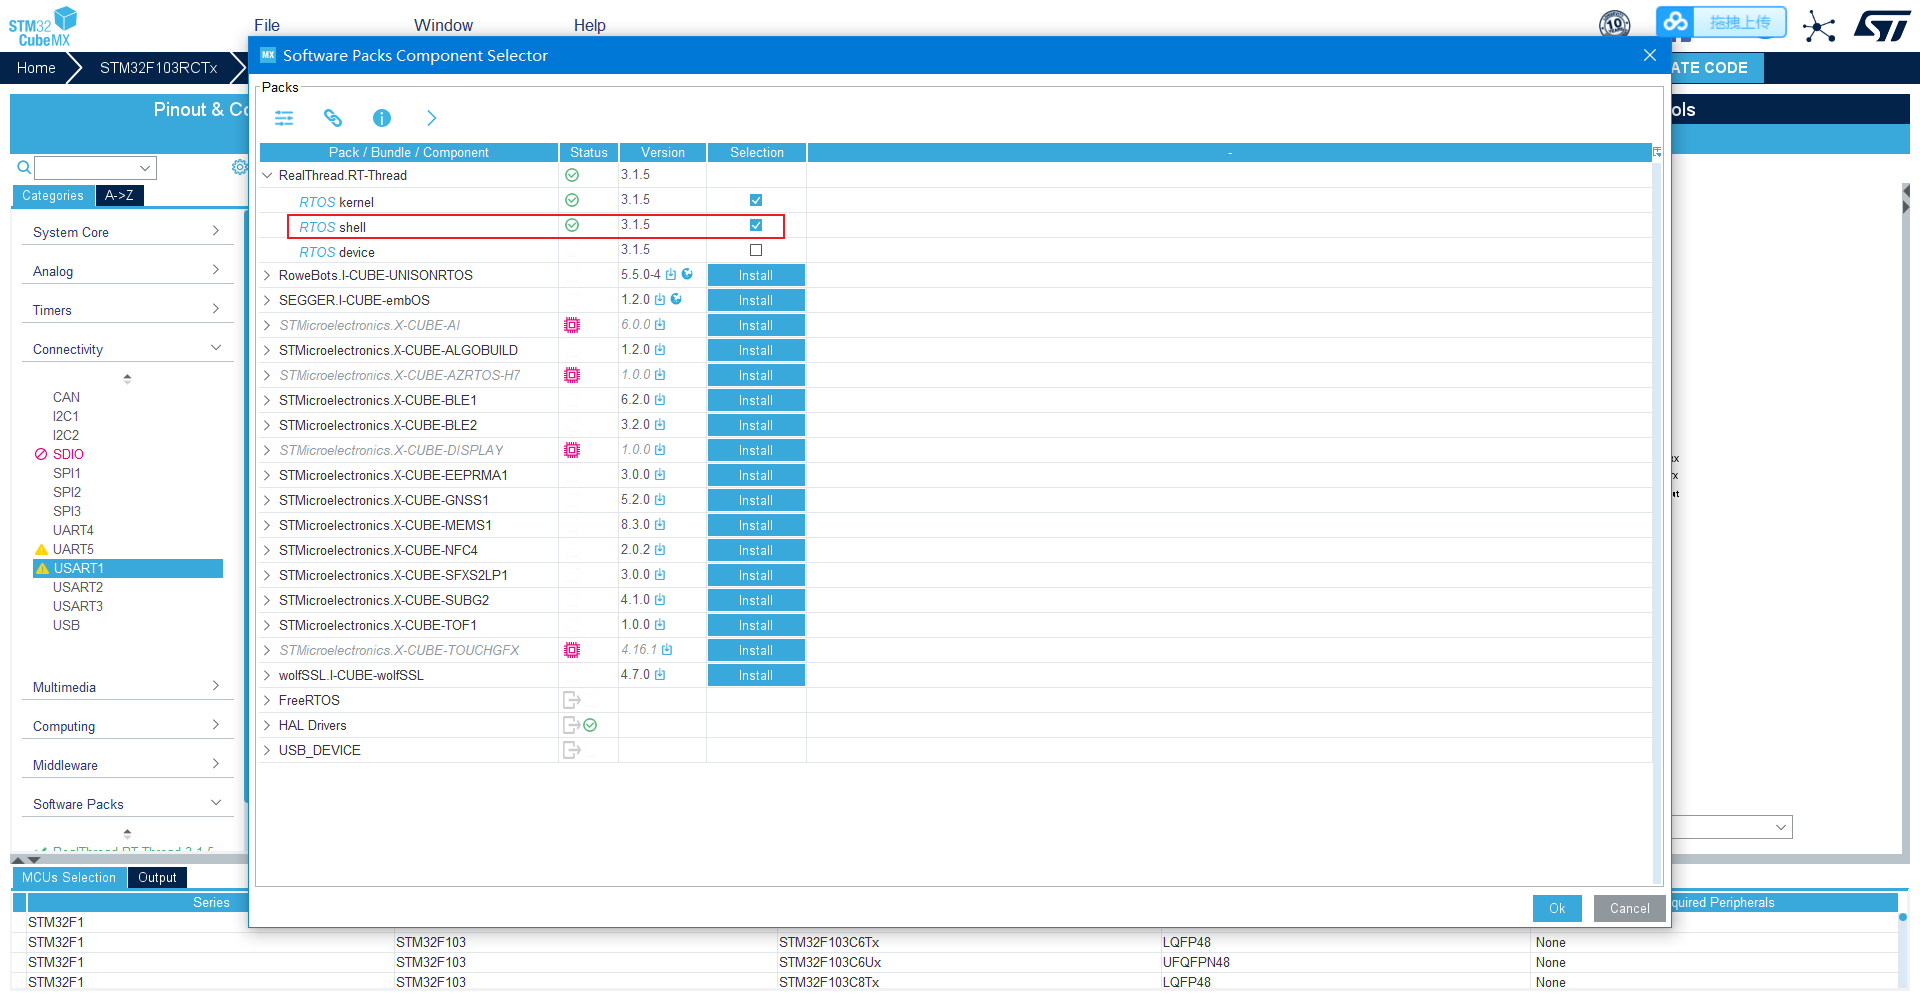 STM32
CubeMX
File
Window
Help
10
拖拽上传
Home
STM32F103RCTx
ATE CODE
MX Software Packs Component Selector
Pinout & Co
ols
Packs
Pack / Bundle / Component Status Version Selection -
Categories A->Z
RealThread.RT-Thread 3.1.5
RTOS kernel 3.1.5
RTOS shell 3.1.5
RTOS device 3.1.5
RoweBots.I-CUBE-UNISONRTOS 5.5.0-4 Install
SEGGER.I-CUBE-embOS 1.2.0 Install
STMicroelectronics.X-CUBE-AI 6.0.0 Install
STMicroelectronics.X-CUBE-ALGOBUILD 1.2.0 Install
STMicroelectronics.X-CUBE-AZRTOS-H7 1.0.0 Install
STMicroelectronics.X-CUBE-BLE1 6.2.0 Install
STMicroelectronics.X-CUBE-BLE2 3.2.0 Install
STMicroelectronics.X-CUBE-DISPLAY 1.0.0 Install
STMicroelectronics.X-CUBE-EEPRMA1 3.0.0 Install
STMicroelectronics.X-CUBE-GNSS1 5.2.0 Install
STMicroelectronics.X-CUBE-MEMS1 8.3.0 Install
STMicroelectronics.X-CUBE-NFC4 2.0.2 Install
STMicroelectronics.X-CUBE-SFXS2LP1 3.0.0 Install
STMicroelectronics.X-CUBE-SUBG2 4.1.0 Install
STMicroelectronics.X-CUBE-TOF1 1.0.0 Install
STMicroelectronics.X-CUBE-TOUCHGFX 4.16.1 Install
wolfSSL.I-CUBE-wolfSSL 4.7.0 Install
FreeRTOS
HAL Drivers
USB_DEVICE
Ok Cancel
System Core
Analog
Timers
Connectivity
CAN
I2C1
I2C2
SDIO
SPI1
SPI2
SPI3
UART4
UART5
USART1
USART2
USART3
USB
Multimedia
Computing
Middleware
Software Packs
RealThread.RT-Thread.3.1.5
MCUs Selection Output
Series quired Peripherals
STM32F1
STM32F1 STM32F103 STM32F103C6Tx LQFP48 None
STM32F1 STM32F103 STM32F103C6Ux UFQFPN48 None
STM32F1 STM32F103 STM32F103C8Tx LQFP48 None